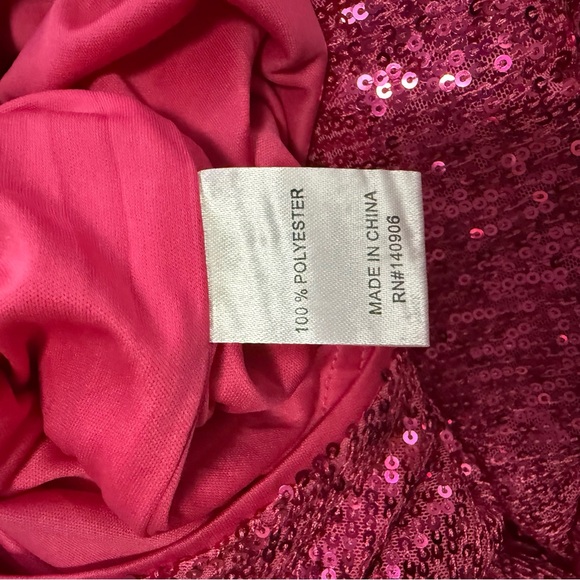 100 % POLYESTER
MADE IN CHINA
RN#140906